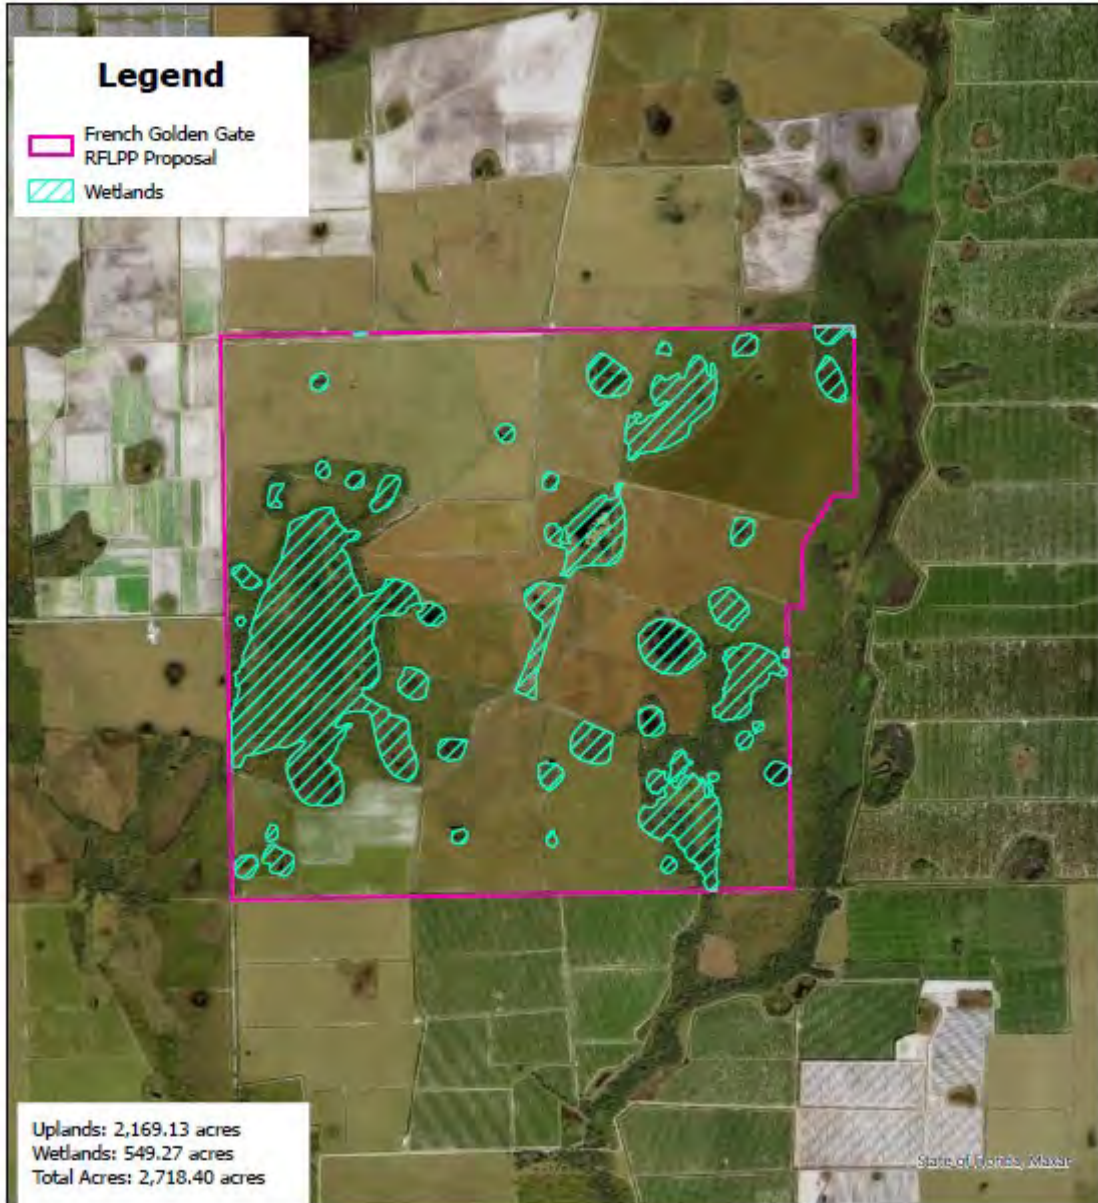 Legend
French Golden Gate
RFLPP Proposal
Wetlands
Uplands: 2,169.13 acres
Wetlands: 549.27 acres
Total Acres: 2,718.40 acres
State of Florida, Maxar